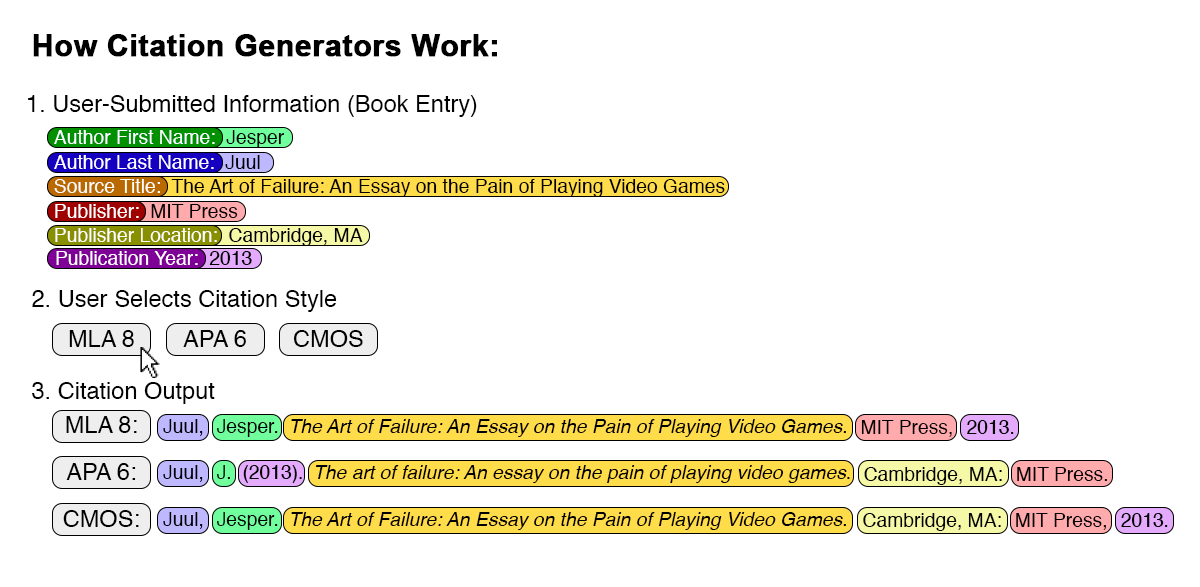 How Citation Generators Work:
1. User-Submitted Information (Book Entry)
Author First Name: Jesper
Author Last Name: Juul
Source Title: The Art of Failure: An Essay on the Pain of Playing Video Games
Publisher: MIT Press
Publisher Location: Cambridge, MA
Publication Year: 2013
2. User Selects Citation Style
MLA 8 APA 6 CMOS
3. Citation Output
MLA 8: Juul, Jesper. The Art of Failure: An Essay on the Pain of Playing Video Games. MIT Press, 2013.
APA 6: Juul, J. (2013). The art of failure: An essay on the pain of playing video games. Cambridge, MA: MIT Press.
CMOS: Juul, Jesper. The Art of Failure: An Essay on the Pain of Playing Video Games. Cambridge, MA: MIT Press, 2013.